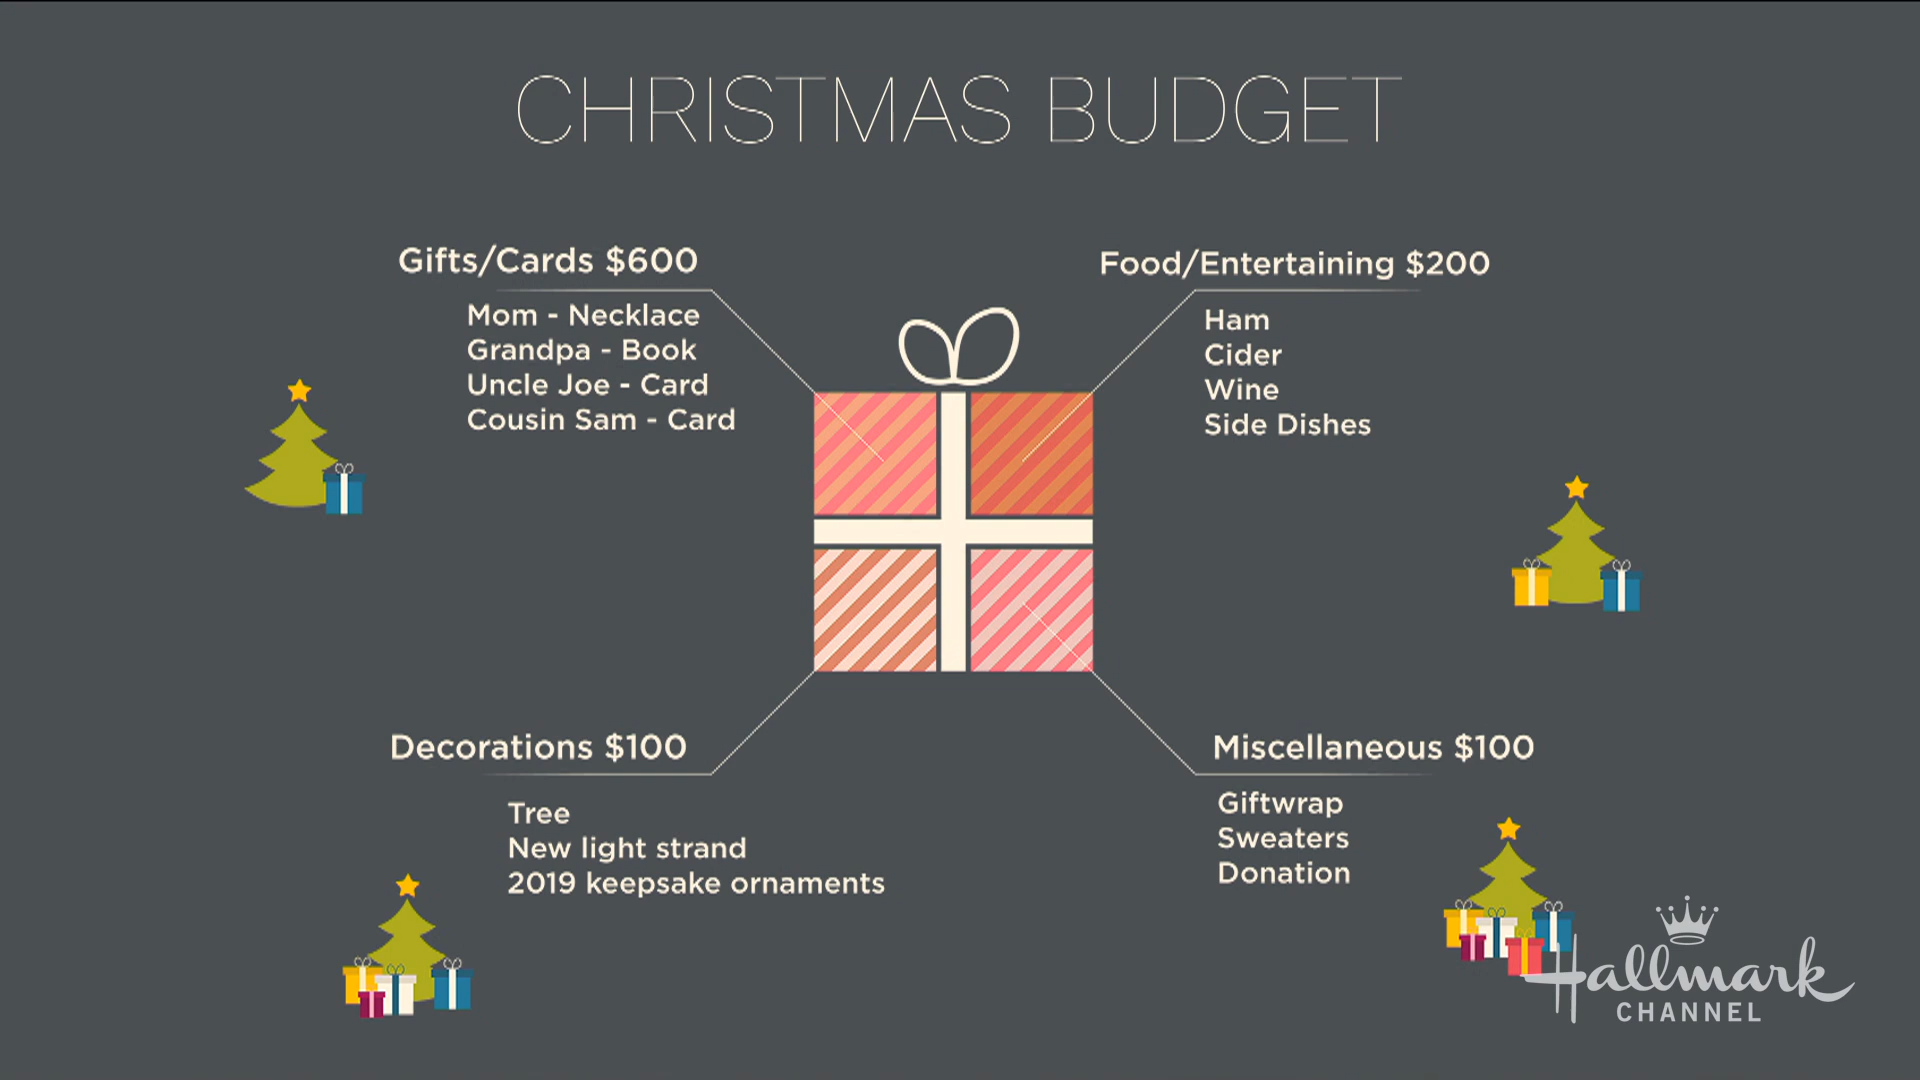 CHRISTMAS BUDGET
Gifts/Cards $600
Mom - Necklace
Grandpa - Book
Uncle Joe - Card
Cousin Sam - Card
Food/Entertaining $200
Ham
Cider
Wine
Side Dishes
Decorations $100
Tree
New light strand
2019 keepsake ornaments
Miscellaneous $100
Giftwrap
Sweaters
Donation
Hallmark
CHANNEL